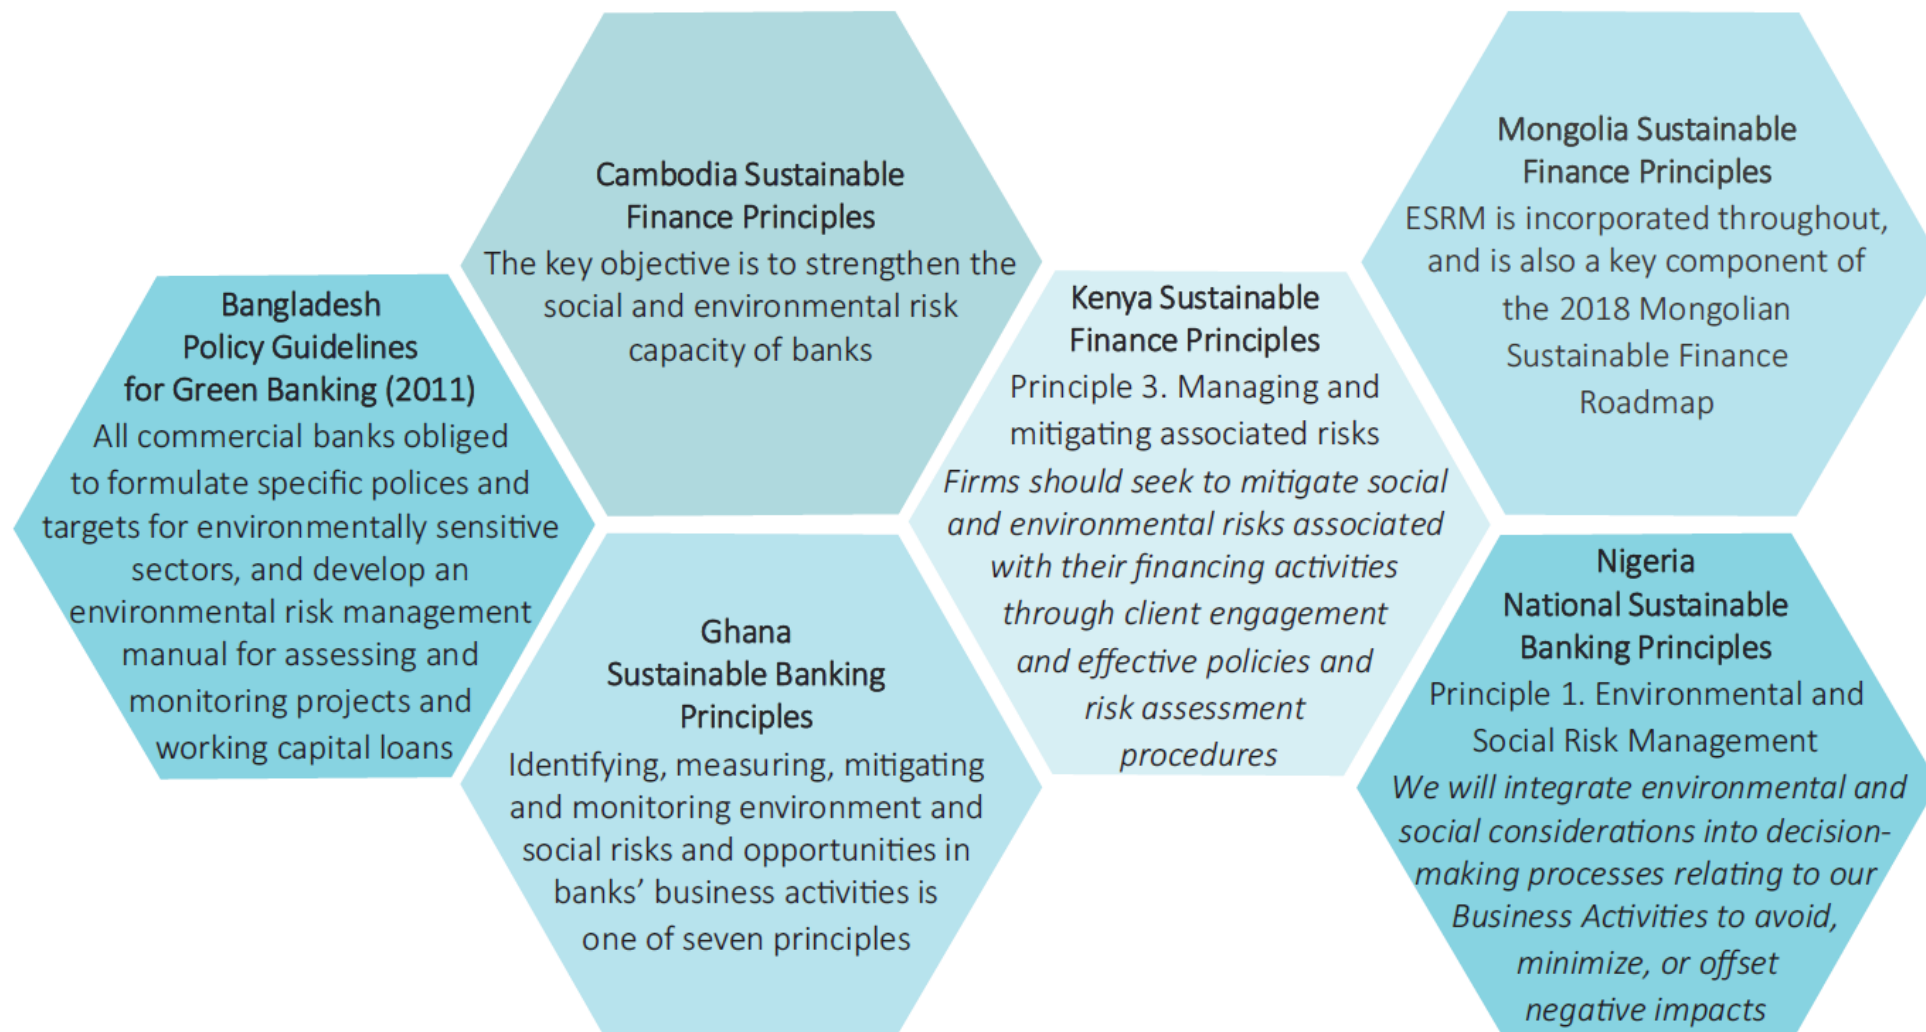 Bangladesh
Policy Guidelines
for Green Banking (2011)
All commercial banks obliged
to formulate specific polices and
targets for environmentally sensitive
sectors, and develop an
environmental risk management
manual for assessing and
monitoring projects and
working capital loans
Cambodia Sustainable
Finance Principles
The key objective is to strengthen the
social and environmental risk
capacity of banks
Ghana
Sustainable Banking
Principles
Identifying, measuring, mitigating
and monitoring environment and
social risks and opportunities in
banks’ business activities is
one of seven principles
Kenya Sustainable
Finance Principles
Principle 3. Managing and
mitigating associated risks
Firms should seek to mitigate social
and environmental risks associated
with their financing activities
through client engagement
and effective policies and
risk assessment
procedures
Mongolia Sustainable
Finance Principles
ESRM is incorporated throughout,
and is also a key component of
the 2018 Mongolian
Sustainable Finance
Roadmap
Nigeria
National Sustainable
Banking Principles
Principle 1. Environmental and
Social Risk Management
We will integrate environmental and
social considerations into decision-
making processes relating to our
Business Activities to avoid,
minimize, or offset
negative impacts